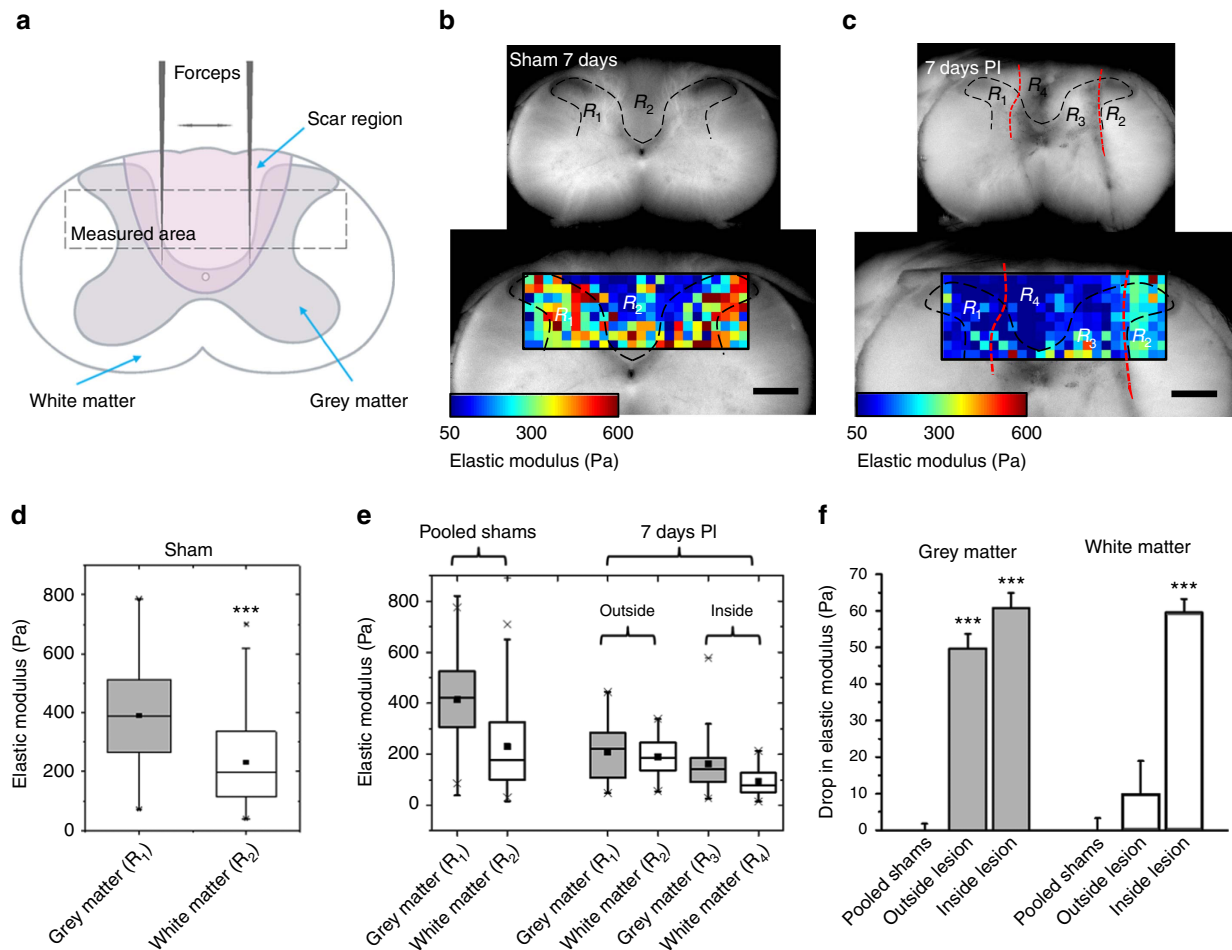 a
Forceps
Scar region
Measured area
White matter
Grey matter
b
Sham 7 days
R1
R2
R1
R2
50 300 600
Elastic modulus (Pa)
c
7 days PI
R1
R4
R3
R2
R1
R4
R3
R2
50 300 600
Elastic modulus (Pa)
d
Sham
***
800
600
400
200
0
Elastic modulus (Pa)
Grey matter (R1)
White matter (R2)
e
Pooled shams
7 days PI
Outside
Inside
800
600
400
200
0
Elastic modulus (Pa)
Grey matter (R1)
White matter (R2)
Grey matter (R1)
White matter (R2)
Grey matter (R3)
White matter (R4)
f
Grey matter
White matter
***
***
***
70
60
50
40
30
20
10
0
Drop in elastic modulus (Pa)
Pooled shams
Outside lesion
Inside lesion
Pooled shams
Outside lesion
Inside lesion